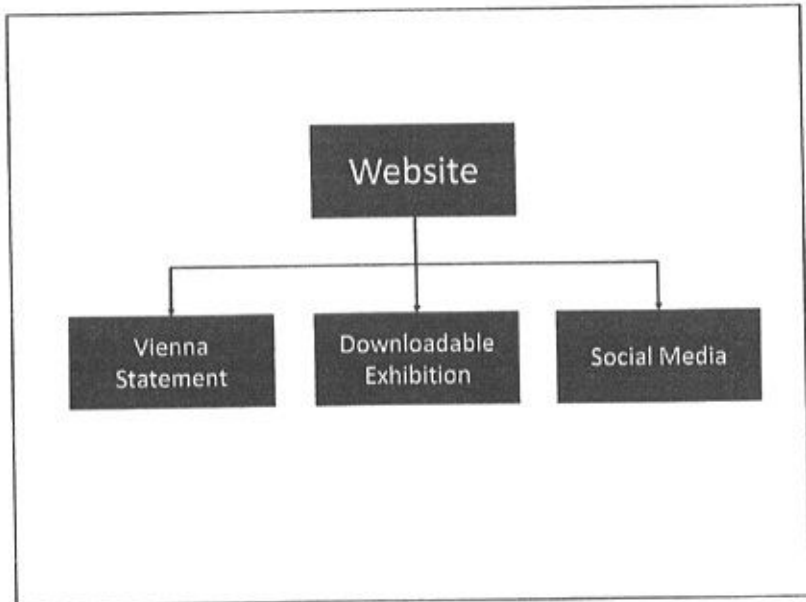 Website
Vienna
Statement
Downloadable
Exhibition
Social Media